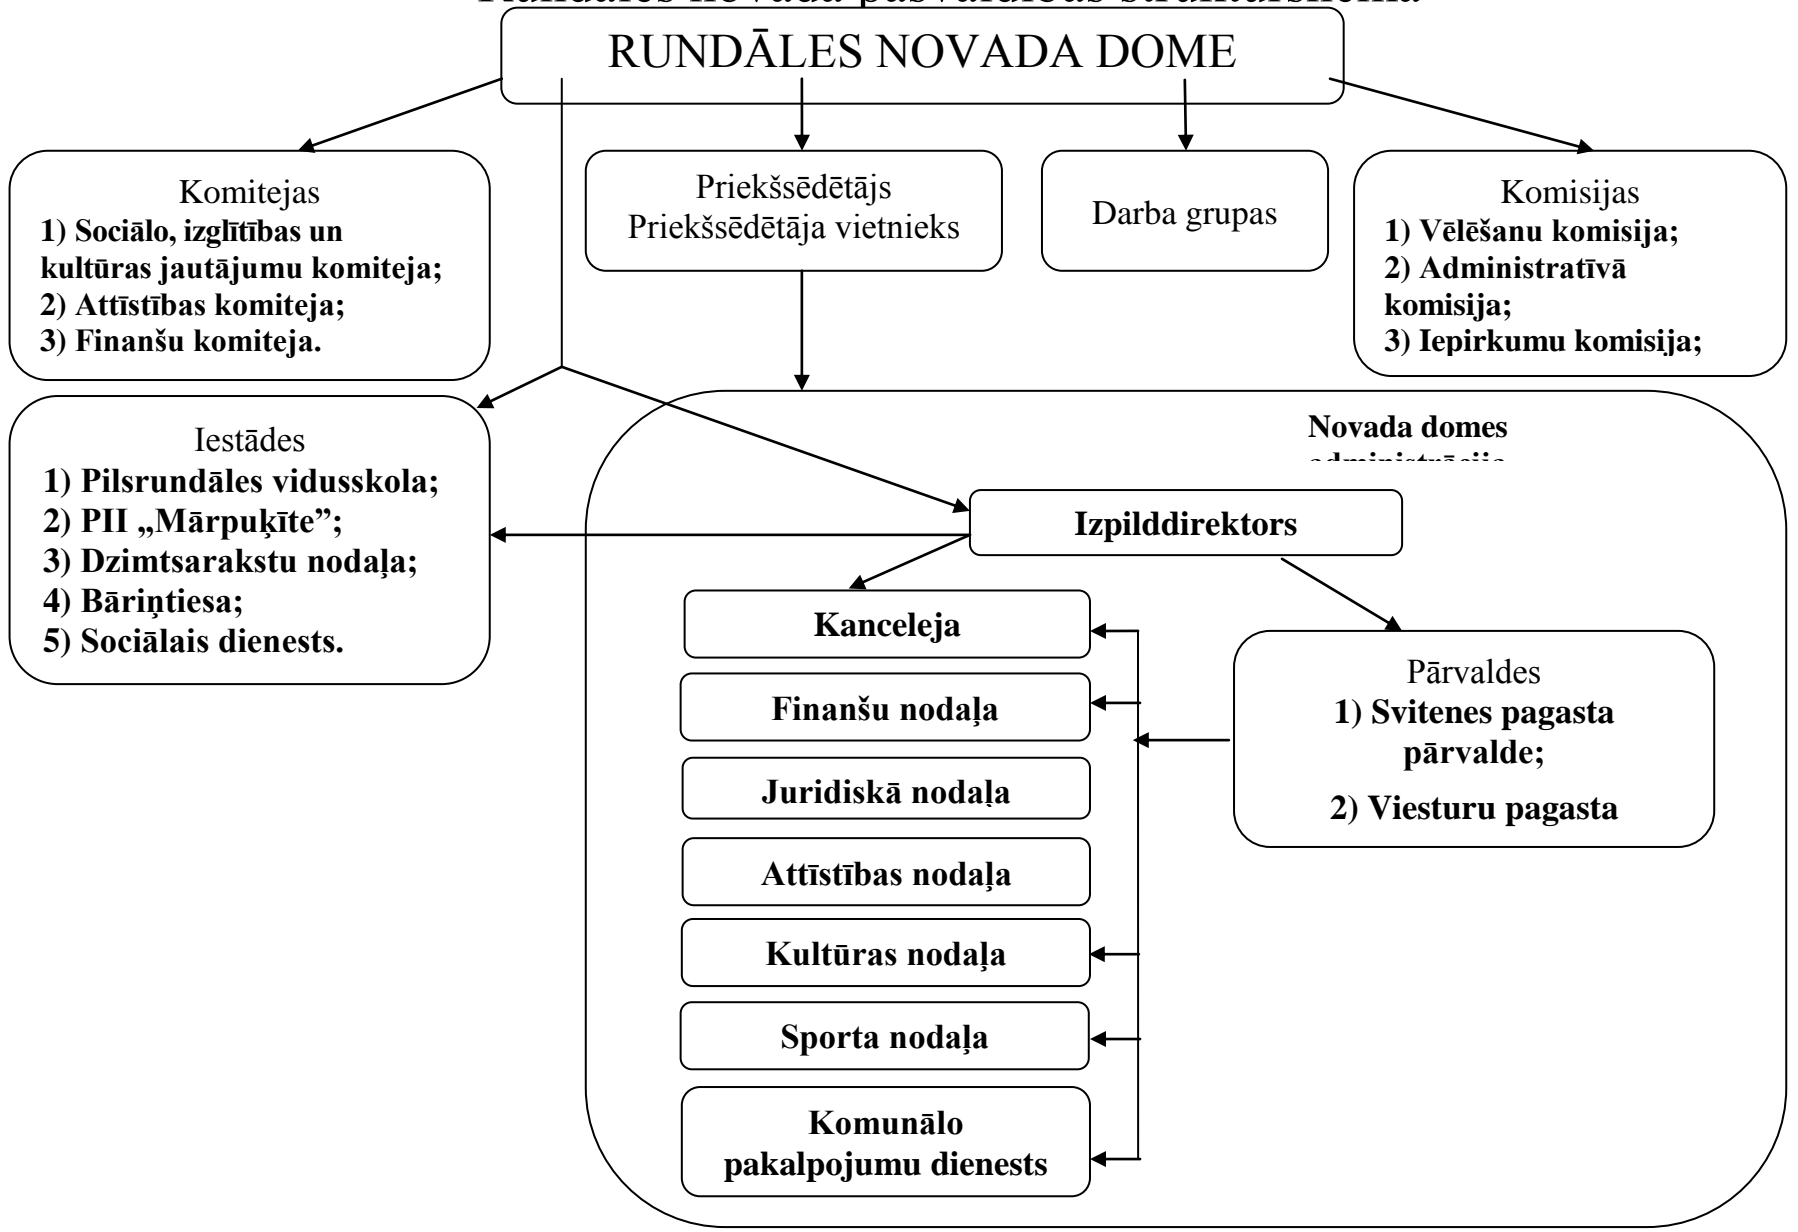 RUNDĀLES NOVADA DOME
Komitejas
1) Sociālo, izglītības un
kultūras jautājumu komiteja;
2) Attīstības komiteja;
3) Finanšu komiteja.
Priekšsēdētājs
Priekšsēdētāja vietnieks
Darba grupas
Komisijas
1) Vēlēšanu komisija;
2) Administratīvā
komisija;
3) Iepirkumu komisija;
Iestādes
1) Pilsrundāles vidusskola;
2) PII „Mārpuķīte”;
3) Dzimtsarakstu nodaļa;
4) Bāriņtiesa;
5) Sociālais dienests.
Novada domes
Izpilddirektors
Kanceleja
Finanšu nodaļa
Juridiskā nodaļa
Attīstības nodaļa
Kultūras nodaļa
Sporta nodaļa
Komunālo
pakalpojumu dienests
Pārvaldes
1) Svitenes pagasta
pārvalde;
2) Viesturu pagasta